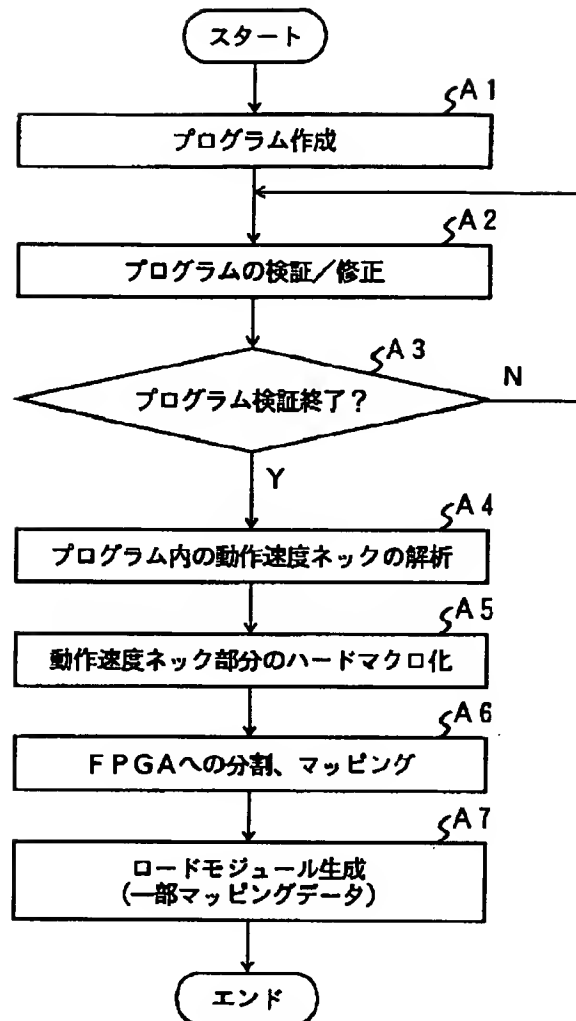 スタート
A1
プログラム作成
A2
プログラムの検証／修正
A3
プログラム検証終了？
N
Y
A4
プログラム内の動作速度ネックの解析
A5
動作速度ネック部分のハードマクロ化
A6
FPGAへの分割、マッピング
A7
ロードモジュール生成
(一部マッピングデータ)
エンド